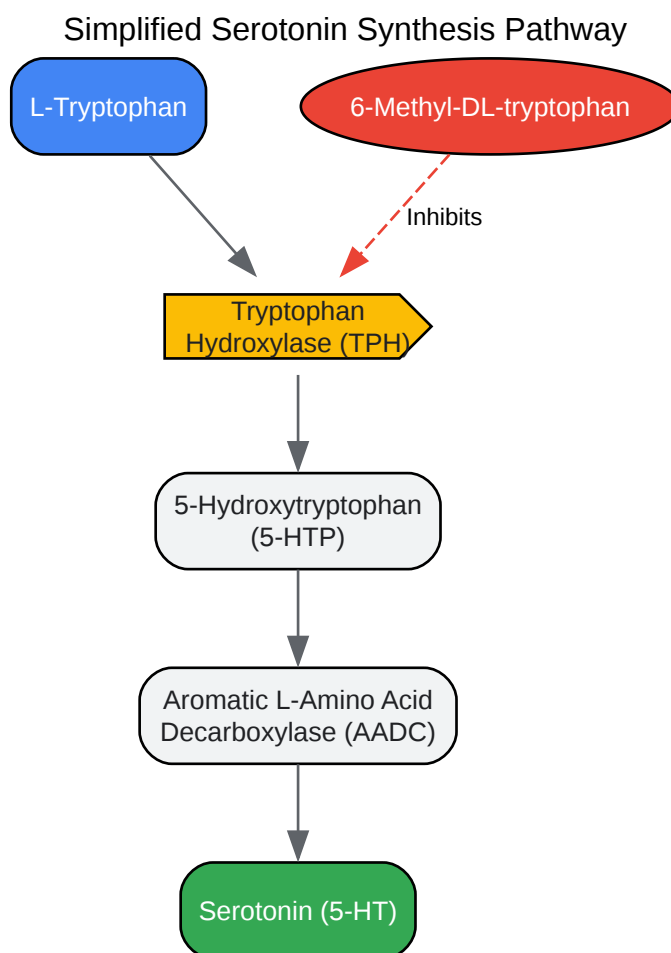 Simplified Serotonin Synthesis Pathway
L-Tryptophan
6-Methyl-DL-tryptophan
Inhibits
Tryptophan
Hydroxylase (TPH)
5-Hydroxytryptophan
(5-HTP)
Aromatic L-Amino Acid
Decarboxylase (AADC)
Serotonin (5-HT)